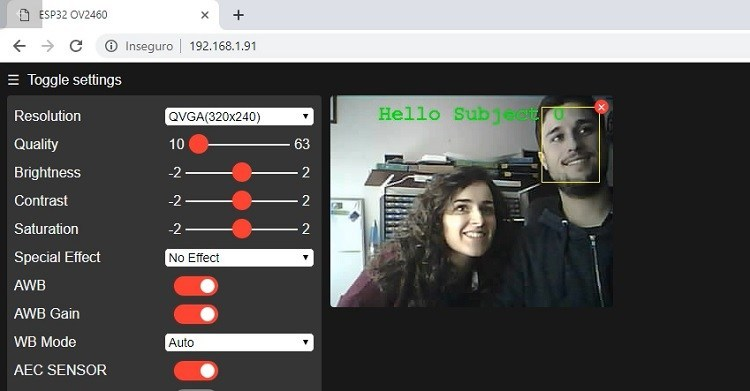 ESP32 OV2460
Inseguro | 192.168.1.91
☰ Toggle settings
Resolution QVGA(320x240)
Quality 10 63
Brightness -2 2
Contrast -2 2
Saturation -2 2
Special Effect No Effect
AWB
AWB Gain
WB Mode Auto
AEC SENSOR
Hello Subject 0